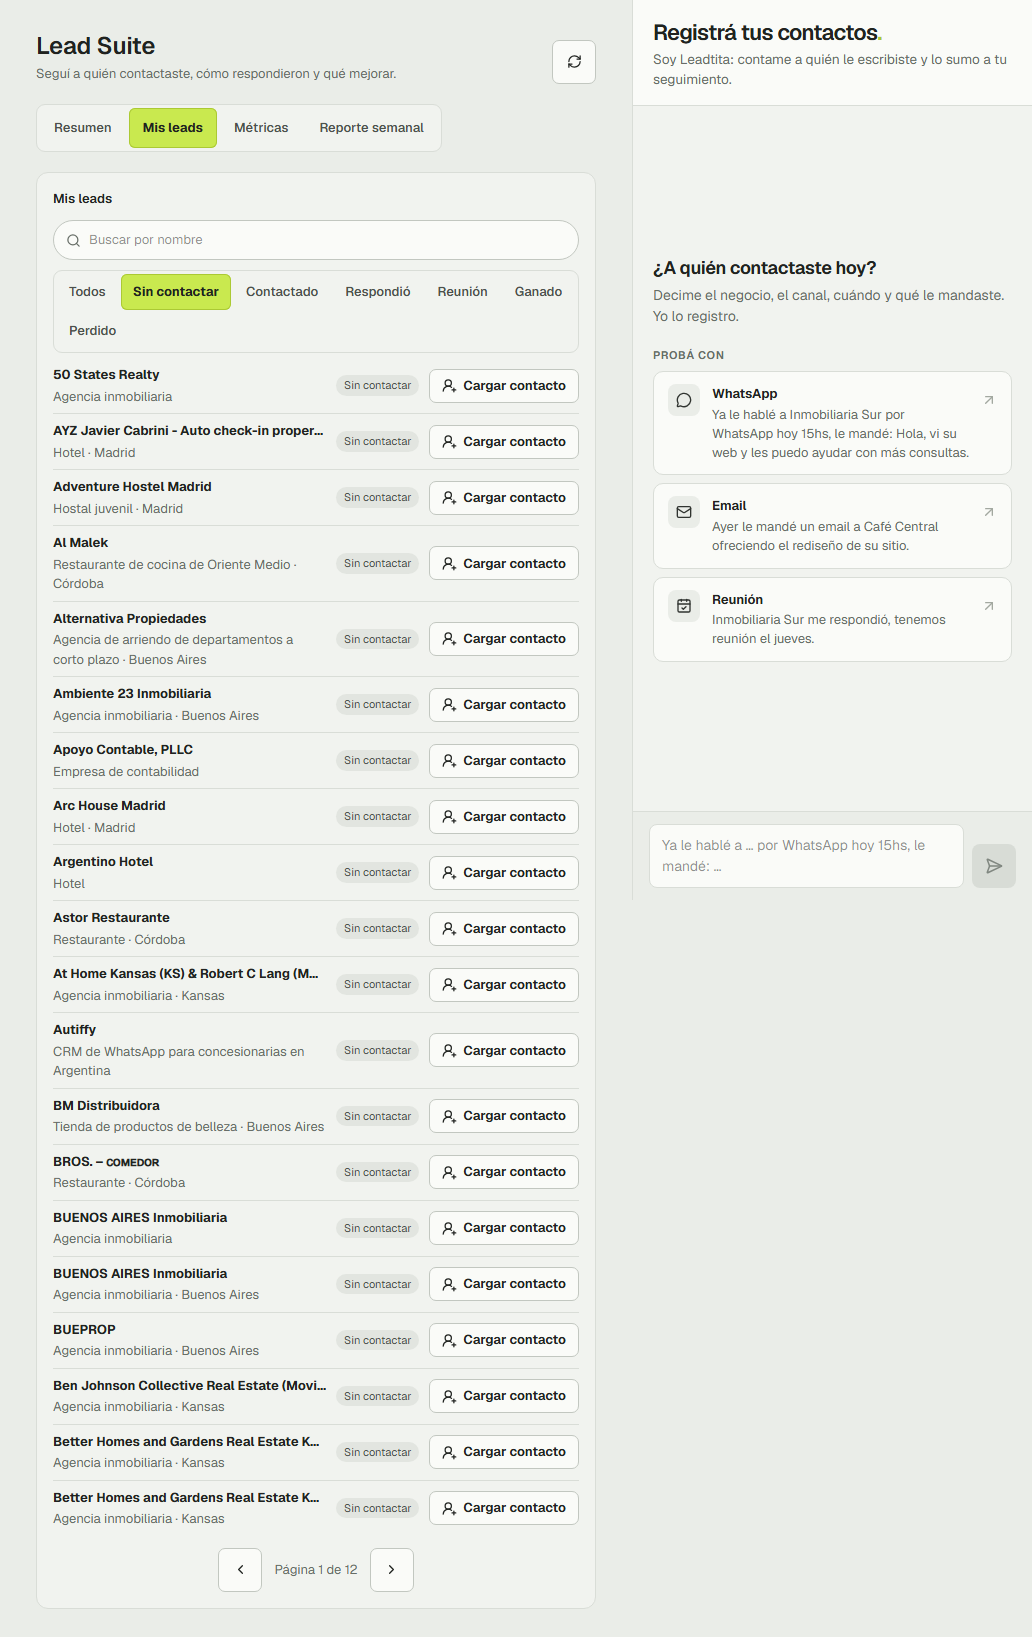 Lead Suite
Seguí a quién contactaste, cómo respondieron y qué mejorar.
Resumen
Mis leads
Métricas
Reporte semanal
Mis leads
Buscar por nombre
Todos
Sin contactar
Contactado
Respondió
Reunión
Ganado
Perdido
50 States Realty
Agencia inmobiliaria
Sin contactar
Cargar contacto
AYZ Javier Cabrini - Auto check-in proper...
Hotel · Madrid
Sin contactar
Cargar contacto
Adventure Hostel Madrid
Hostal juvenil · Madrid
Sin contactar
Cargar contacto
Al Malek
Restaurante de cocina de Oriente Medio ·
Córdoba
Sin contactar
Cargar contacto
Alternativa Propiedades
Agencia de arriendo de departamentos a
corto plazo · Buenos Aires
Sin contactar
Cargar contacto
Ambiente 23 Inmobiliaria
Agencia inmobiliaria · Buenos Aires
Sin contactar
Cargar contacto
Apoyo Contable, PLLC
Empresa de contabilidad
Sin contactar
Cargar contacto
Arc House Madrid
Hotel · Madrid
Sin contactar
Cargar contacto
Argentino Hotel
Hotel
Sin contactar
Cargar contacto
Astor Restaurante
Restaurante · Córdoba
Sin contactar
Cargar contacto
At Home Kansas (KS) & Robert C Lang (M...
Agencia inmobiliaria · Kansas
Sin contactar
Cargar contacto
Autiffy
CRM de WhatsApp para concesionarias en
Argentina
Sin contactar
Cargar contacto
BM Distribuidora
Tienda de productos de belleza · Buenos Aires
Sin contactar
Cargar contacto
BROS. – ᴄᴏᴍᴇᴅᴏʀ
Restaurante · Córdoba
Sin contactar
Cargar contacto
BUENOS AIRES Inmobiliaria
Agencia inmobiliaria
Sin contactar
Cargar contacto
BUENOS AIRES Inmobiliaria
Agencia inmobiliaria · Buenos Aires
Sin contactar
Cargar contacto
BUEPROP
Agencia inmobiliaria · Buenos Aires
Sin contactar
Cargar contacto
Ben Johnson Collective Real Estate (Movi...
Agencia inmobiliaria · Kansas
Sin contactar
Cargar contacto
Better Homes and Gardens Real Estate K...
Agencia inmobiliaria · Kansas
Sin contactar
Cargar contacto
Better Homes and Gardens Real Estate K...
Agencia inmobiliaria · Kansas
Sin contactar
Cargar contacto
Página 1 de 12
Registrá tus contactos.
Soy Leadtita: contame a quién le escribiste y lo sumo a tu
seguimiento.
¿A quién contactaste hoy?
Decime el negocio, el canal, cuándo y qué le mandaste.
Yo lo registro.
PROBÁ CON
WhatsApp
Ya le hablé a Inmobiliaria Sur por
WhatsApp hoy 15hs, le mandé: Hola, vi su
web y les puedo ayudar con más consultas.
Email
Ayer le mandé un email a Café Central
ofreciendo el rediseño de su sitio.
Reunión
Inmobiliaria Sur me respondió, tenemos
reunión el jueves.
Ya le hablé a … por WhatsApp hoy 15hs, le
mandé: …